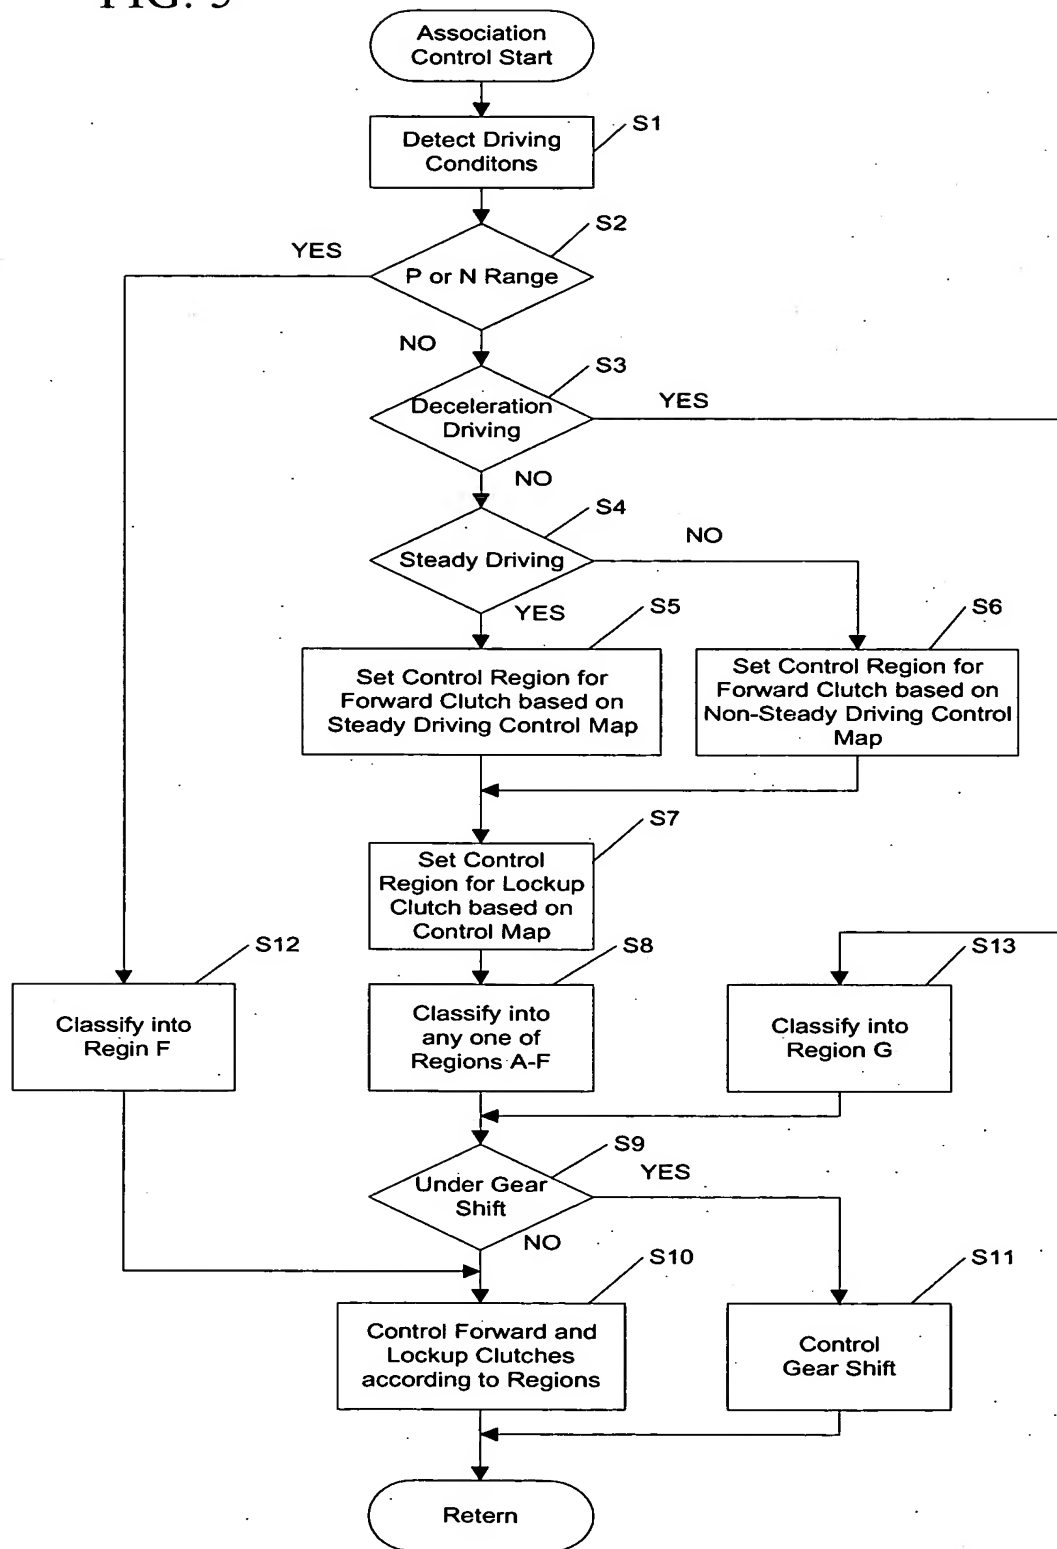 FIG. 5
Association
Control Start
S1
Detect Driving
Conditons
S2
YES
P or N Range
NO
S3
Deceleration
Driving
YES
NO
S4
Steady Driving
NO
YES
S5
S6
Set Control Region for
Forward Clutch based on
Steady Driving Control Map
Set Control Region for
Forward Clutch based on
Non-Steady Driving Control
Map
S7
Set Control
Region for Lockup
Clutch based on
Control Map
S12
S8
S13
Classify into
Regin F
Classify into
any one of
Regions A-F
Classify into
Region G
S9
YES
Under Gear
Shift
NO
S10
S11
Control Forward and
Lockup Clutches
according to Regions
Control
Gear Shift
Retern